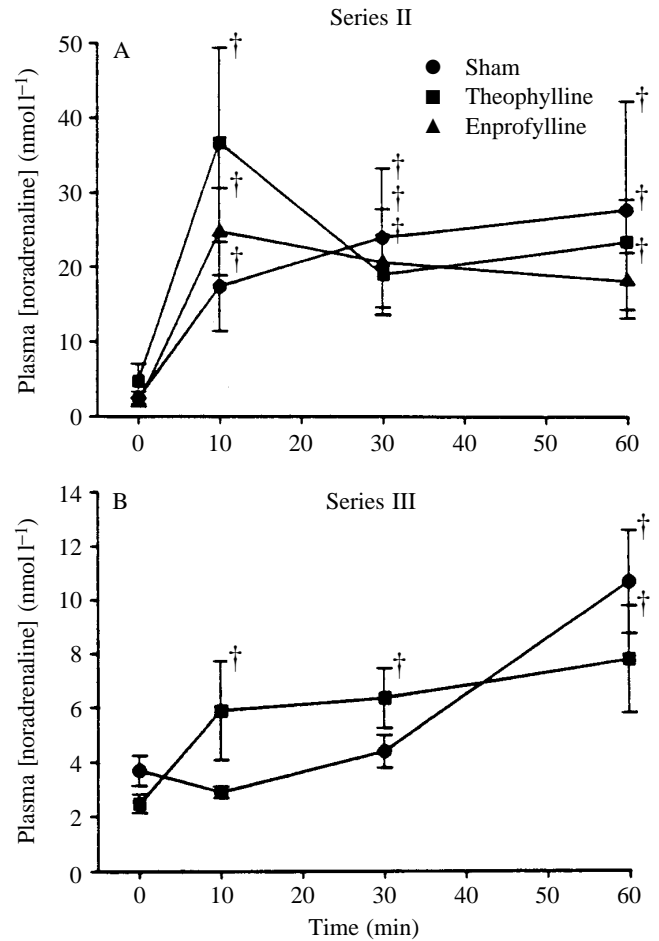 Series II
A
Sham
Theophylline
Enprofylline
Plasma [noradrenaline] (nmol l⁻¹)
50
40
30
20
10
0
† † † † † † † † †
0 10 20 30 40 50 60
B Series III
Plasma [noradrenaline] (nmol l⁻¹)
14
12
10
8
6
4
2
0
† † † †
0 10 20 30 40 50 60
Time (min)